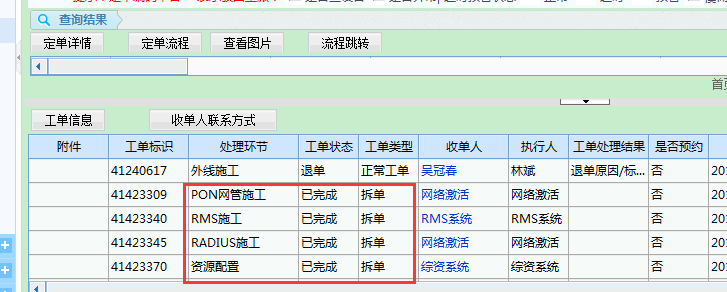 查询结果
定单详情 定单流程 查看图片 流程跳转
首页
工单信息 收单人联系方式
附件 工单标识 处理环节 工单状态 工单类型 收单人 执行人 工单处理结果 是否预约
41240617 外线施工 退单 正常工单 吴冠春 林斌 退单原因/标... 否 20
41423309 PON网管施工 已完成 拆单 网络激活 网络激活 否 20
41423340 RMS施工 已完成 拆单 RMS系统 RMS系统 否 20
41423345 RADIUS施工 已完成 拆单 网络激活 网络激活 否 20
41423370 资源配置 已完成 拆单 综资系统 综资系统 否 20